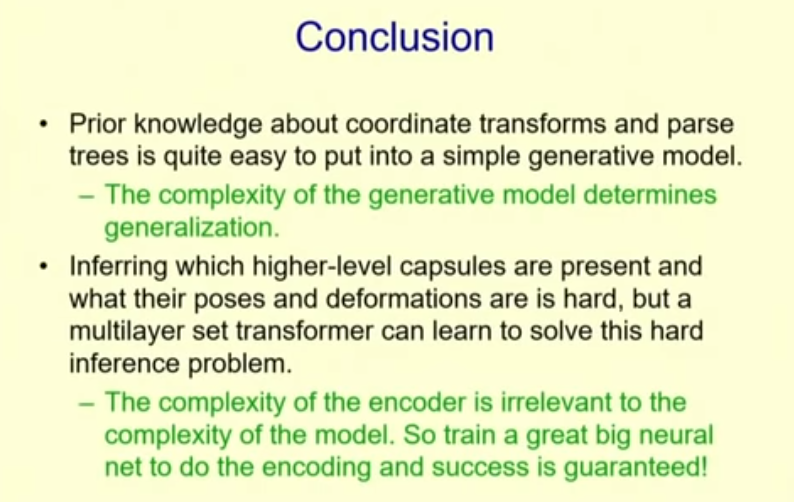 Conclusion
• Prior knowledge about coordinate transforms and parse
trees is quite easy to put into a simple generative model.
– The complexity of the generative model determines
generalization.
• Inferring which higher-level capsules are present and
what their poses and deformations are is hard, but a
multilayer set transformer can learn to solve this hard
inference problem.
– The complexity of the encoder is irrelevant to the
complexity of the model. So train a great big neural
net to do the encoding and success is guaranteed!